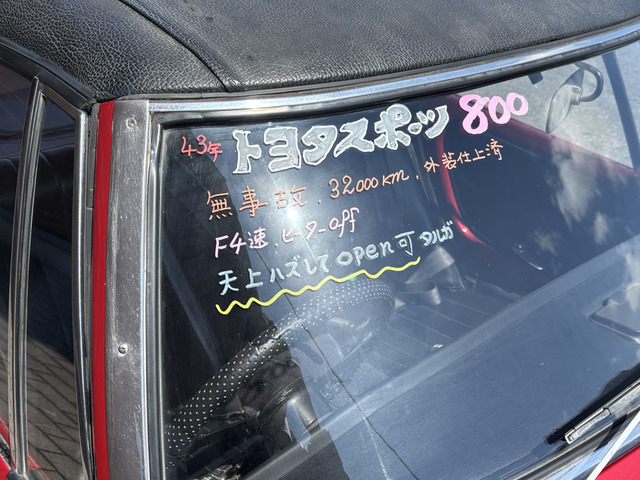 43年 トヨタスポーツ 800
無事故、32000km、外装仕上済
F4速、ヒーターoff
天上ハズしてopen可 タルガ